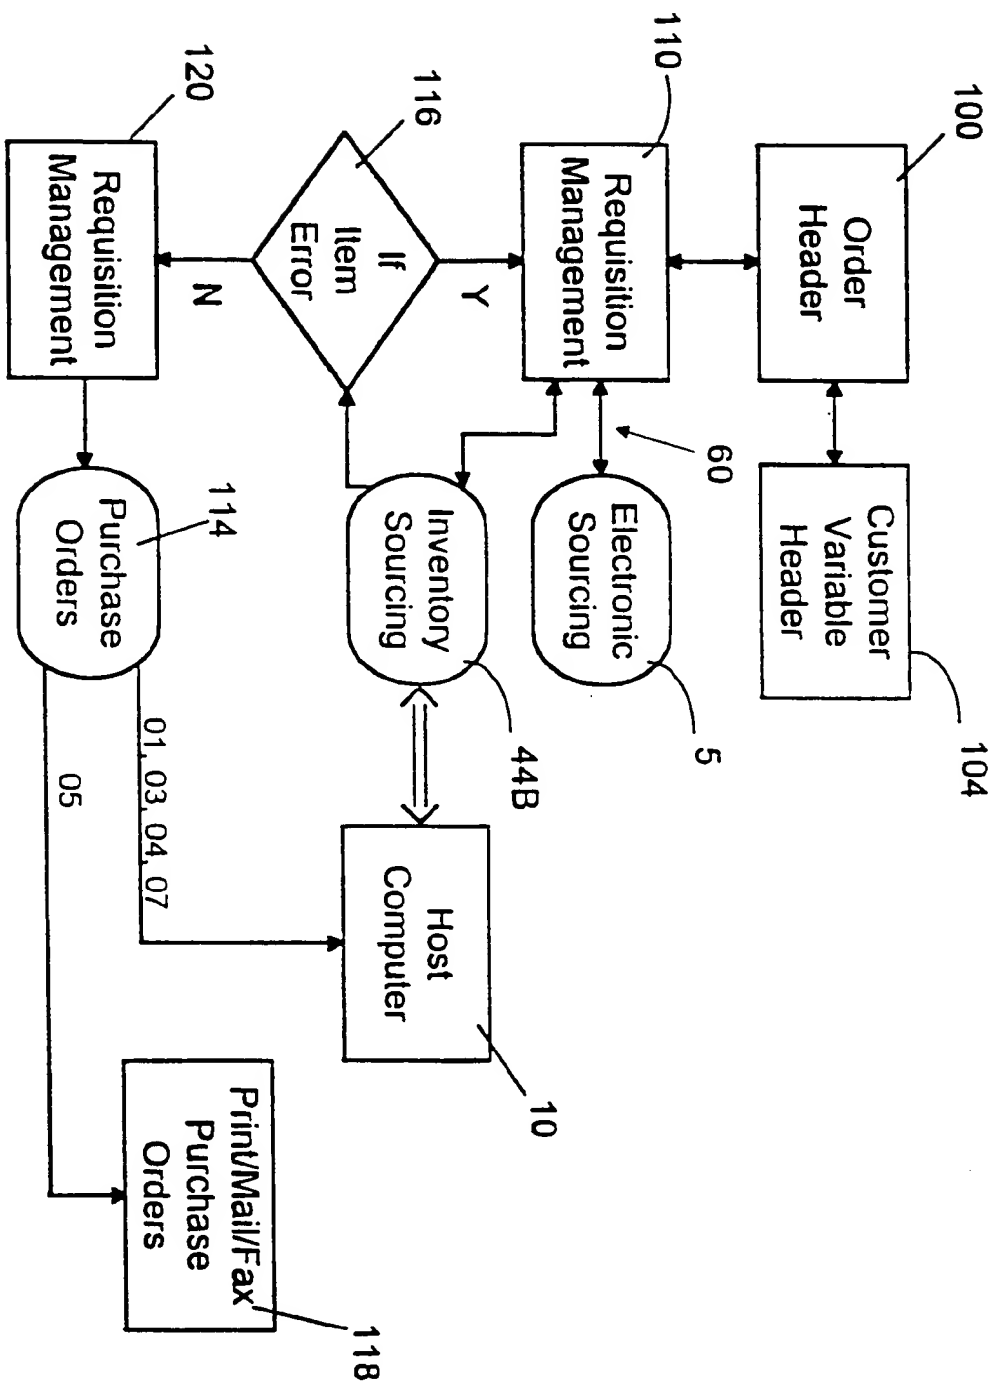 100
Order
Header
Customer
Variable
Header
104
110
Requisition
Management
60
Electronic
Sourcing
5
Y
Inventory
Sourcing
44B
Host
Computer
10
116
If
Item
Error
N
120
Requisition
Management
114
Purchase
Orders
01, 03, 04, 07
05
Print/Mail/Fax
Purchase
Orders
118